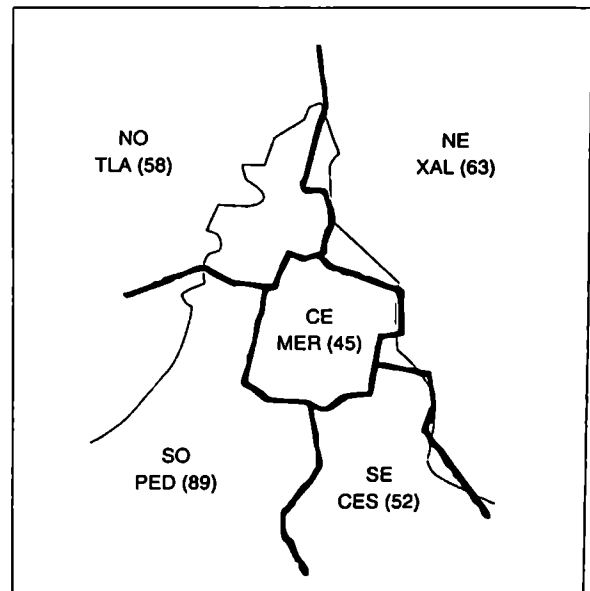 NO
TLA (58)
NE
XAL (63)
CE
MER (45)
SO
PED (89)
SE
CES (52)